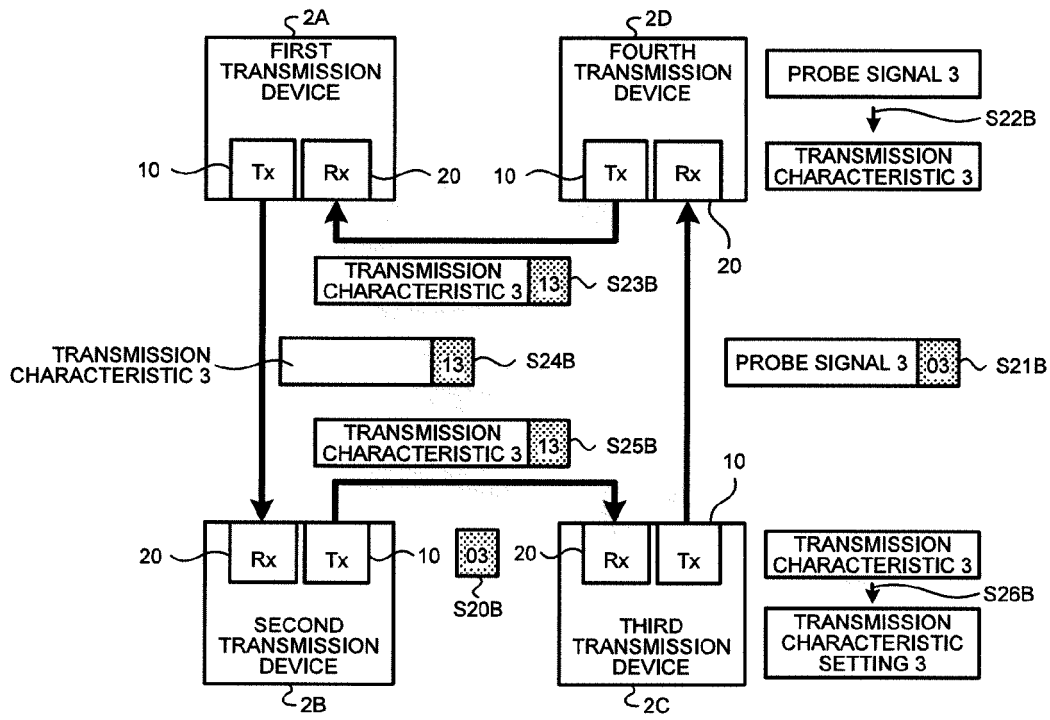 2A
FIRST
TRANSMISSION
DEVICE
10
Tx
Rx
20
2D
FOURTH
TRANSMISSION
DEVICE
10
Tx
Rx
20
PROBE SIGNAL 3
S22B
TRANSMISSION
CHARACTERISTIC 3
TRANSMISSION
CHARACTERISTIC 3
13
S23B
TRANSMISSION
CHARACTERISTIC 3
13
S24B
PROBE SIGNAL 3
03
S21B
TRANSMISSION
CHARACTERISTIC 3
13
S25B
20
Rx
Tx
10
SECOND
TRANSMISSION
DEVICE
2B
03
S20B
10
20
Rx
Tx
THIRD
TRANSMISSION
DEVICE
2C
TRANSMISSION
CHARACTERISTIC 3
S26B
TRANSMISSION
CHARACTERISTIC
SETTING 3